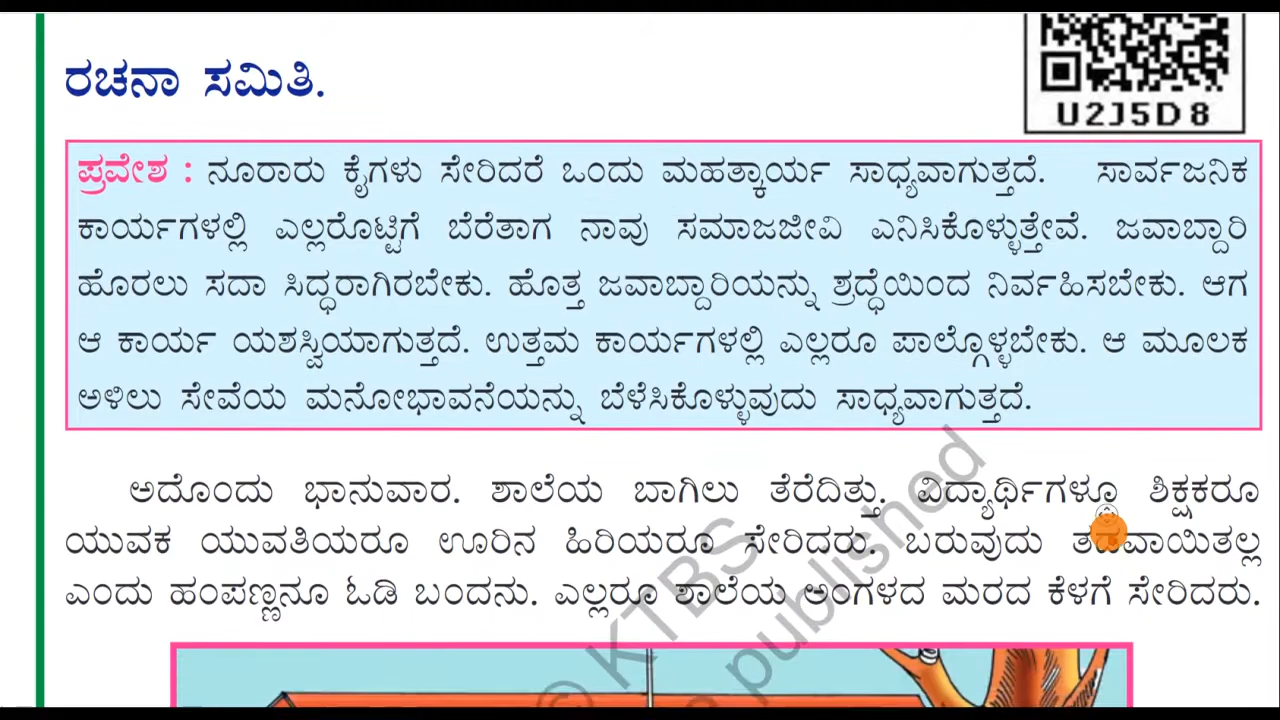 ರಚನಾ ಸಮಿತಿ.
U2J5D8
ಪ್ರವೇಶ : ನೂರಾರು ಕೈಗಳು ಸೇರಿದರೆ ಒಂದು ಮಹತ್ಕಾರ್ಯ ಸಾಧ್ಯವಾಗುತ್ತದೆ. ಸಾರ್ವಜನಿಕ
ಕಾರ್ಯಗಳಲ್ಲಿ ಎಲ್ಲರೊಟ್ಟಿಗೆ ಬೆರೆತಾಗ ನಾವು ಸಮಾಜಜೀವಿ ಎನಿಸಿಕೊಳ್ಳುತ್ತೇವೆ. ಜವಾಬ್ದಾರಿ
ಹೊರಲು ಸದಾ ಸಿದ್ಧರಾಗಿರಬೇಕು. ಹೊತ್ತ ಜವಾಬ್ದಾರಿಯನ್ನು ಶ್ರದ್ಧೆಯಿಂದ ನಿರ್ವಹಿಸಬೇಕು. ಆಗ
ಆ ಕಾರ್ಯ ಯಶಸ್ವಿಯಾಗುತ್ತದೆ. ಉತ್ತಮ ಕಾರ್ಯಗಳಲ್ಲಿ ಎಲ್ಲರೂ ಪಾಲ್ಗೊಳ್ಳಬೇಕು. ಆ ಮೂಲಕ
ಅಳಿಲು ಸೇವೆಯ ಮನೋಭಾವನೆಯನ್ನು ಬೆಳೆಸಿಕೊಳ್ಳುವುದು ಸಾಧ್ಯವಾಗುತ್ತದೆ.
ಅದೊಂದು ಭಾನುವಾರ. ಶಾಲೆಯ ಬಾಗಿಲು ತೆರೆದಿತ್ತು. ಶಿಕ್ಷಕರೂ
ಯುವಕ ಯುವತಿಯರೂ ಊರಿನ ಹಿರಿಯರೂ ಸೇರಿದರು. ಬರುವುದು ತಡವಾಯಿತಲ್ಲ
ಎಂದು ಹಂಪಣ್ಣನೂ ಓಡಿ ಬಂದನು. ಎಲ್ಲರೂ ಶಾಲೆಯ ಅಂಗಳದ ಮರದ ಕೆಳಗೆ ಸೇರಿದರು.
© KTBS
published